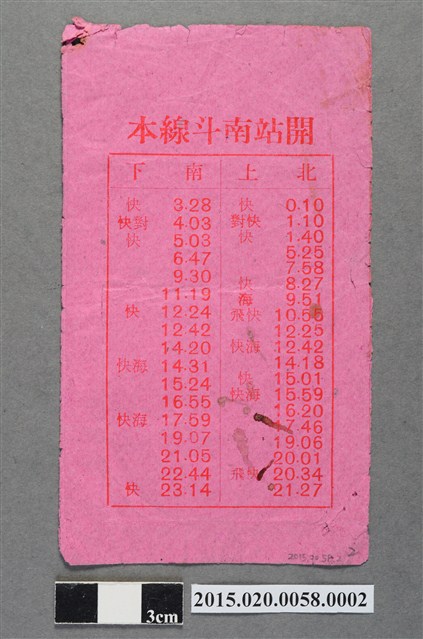 本線斗南站開
下 南
快 3.28
快對 4.03
快 5.03
6.47
9.30
11.19
快 12.24
12.42
14.20
快海 14.31
15.24
16.55
快海 17.59
19.07
21.05
22.44
快 23.14
上 北
快 0.10
對快 1.10
快 1.40
5.25
7.58
快 8.27
海 9.51
飛快 10.55
12.25
快海 12.42
14.18
快 15.01
快海 15.59
16.20
17.46
19.06
20.01
飛快 20.34
21.27
3cm
2015.020.0058.0002